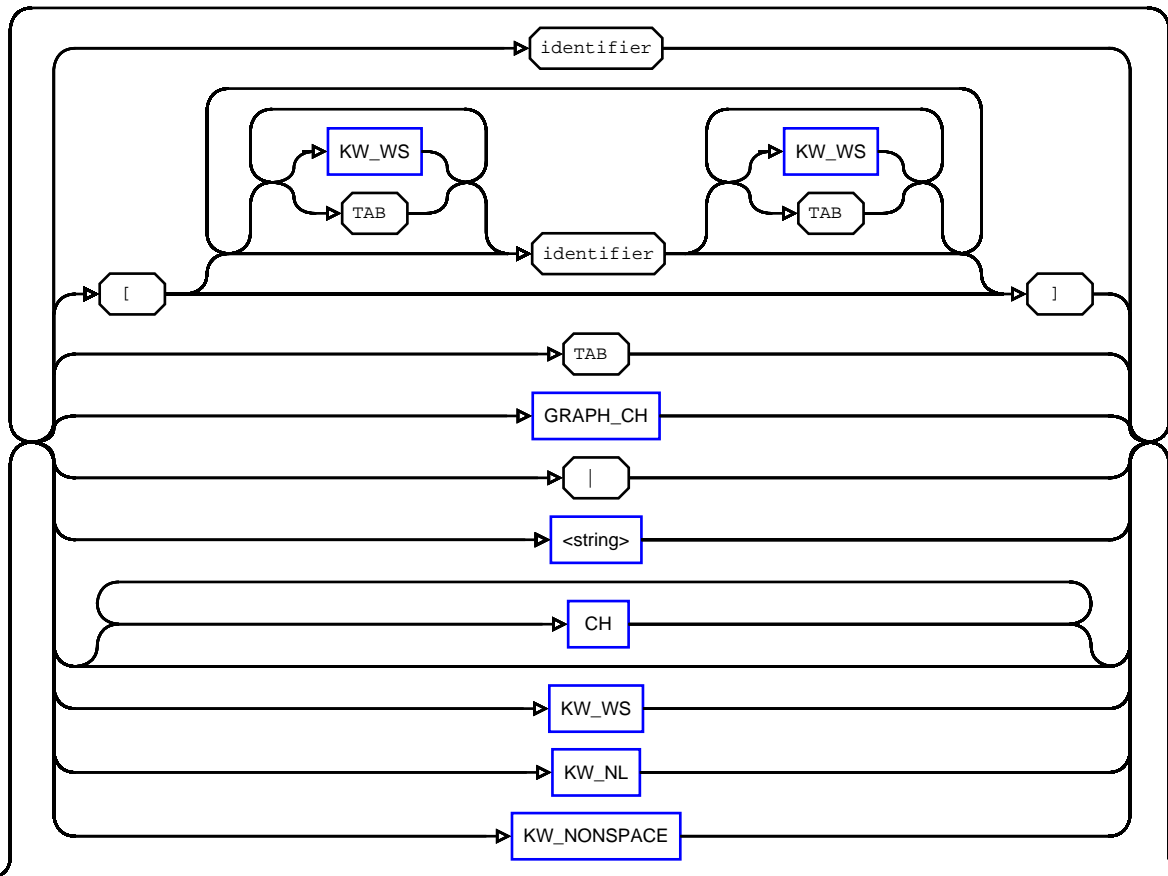 identifier
KW_WS KW_WS
TAB TAB
identifier
[ ]
TAB
GRAPH_CH
|
<string>
CH
KW_WS
KW_NL
KW_NONSPACE